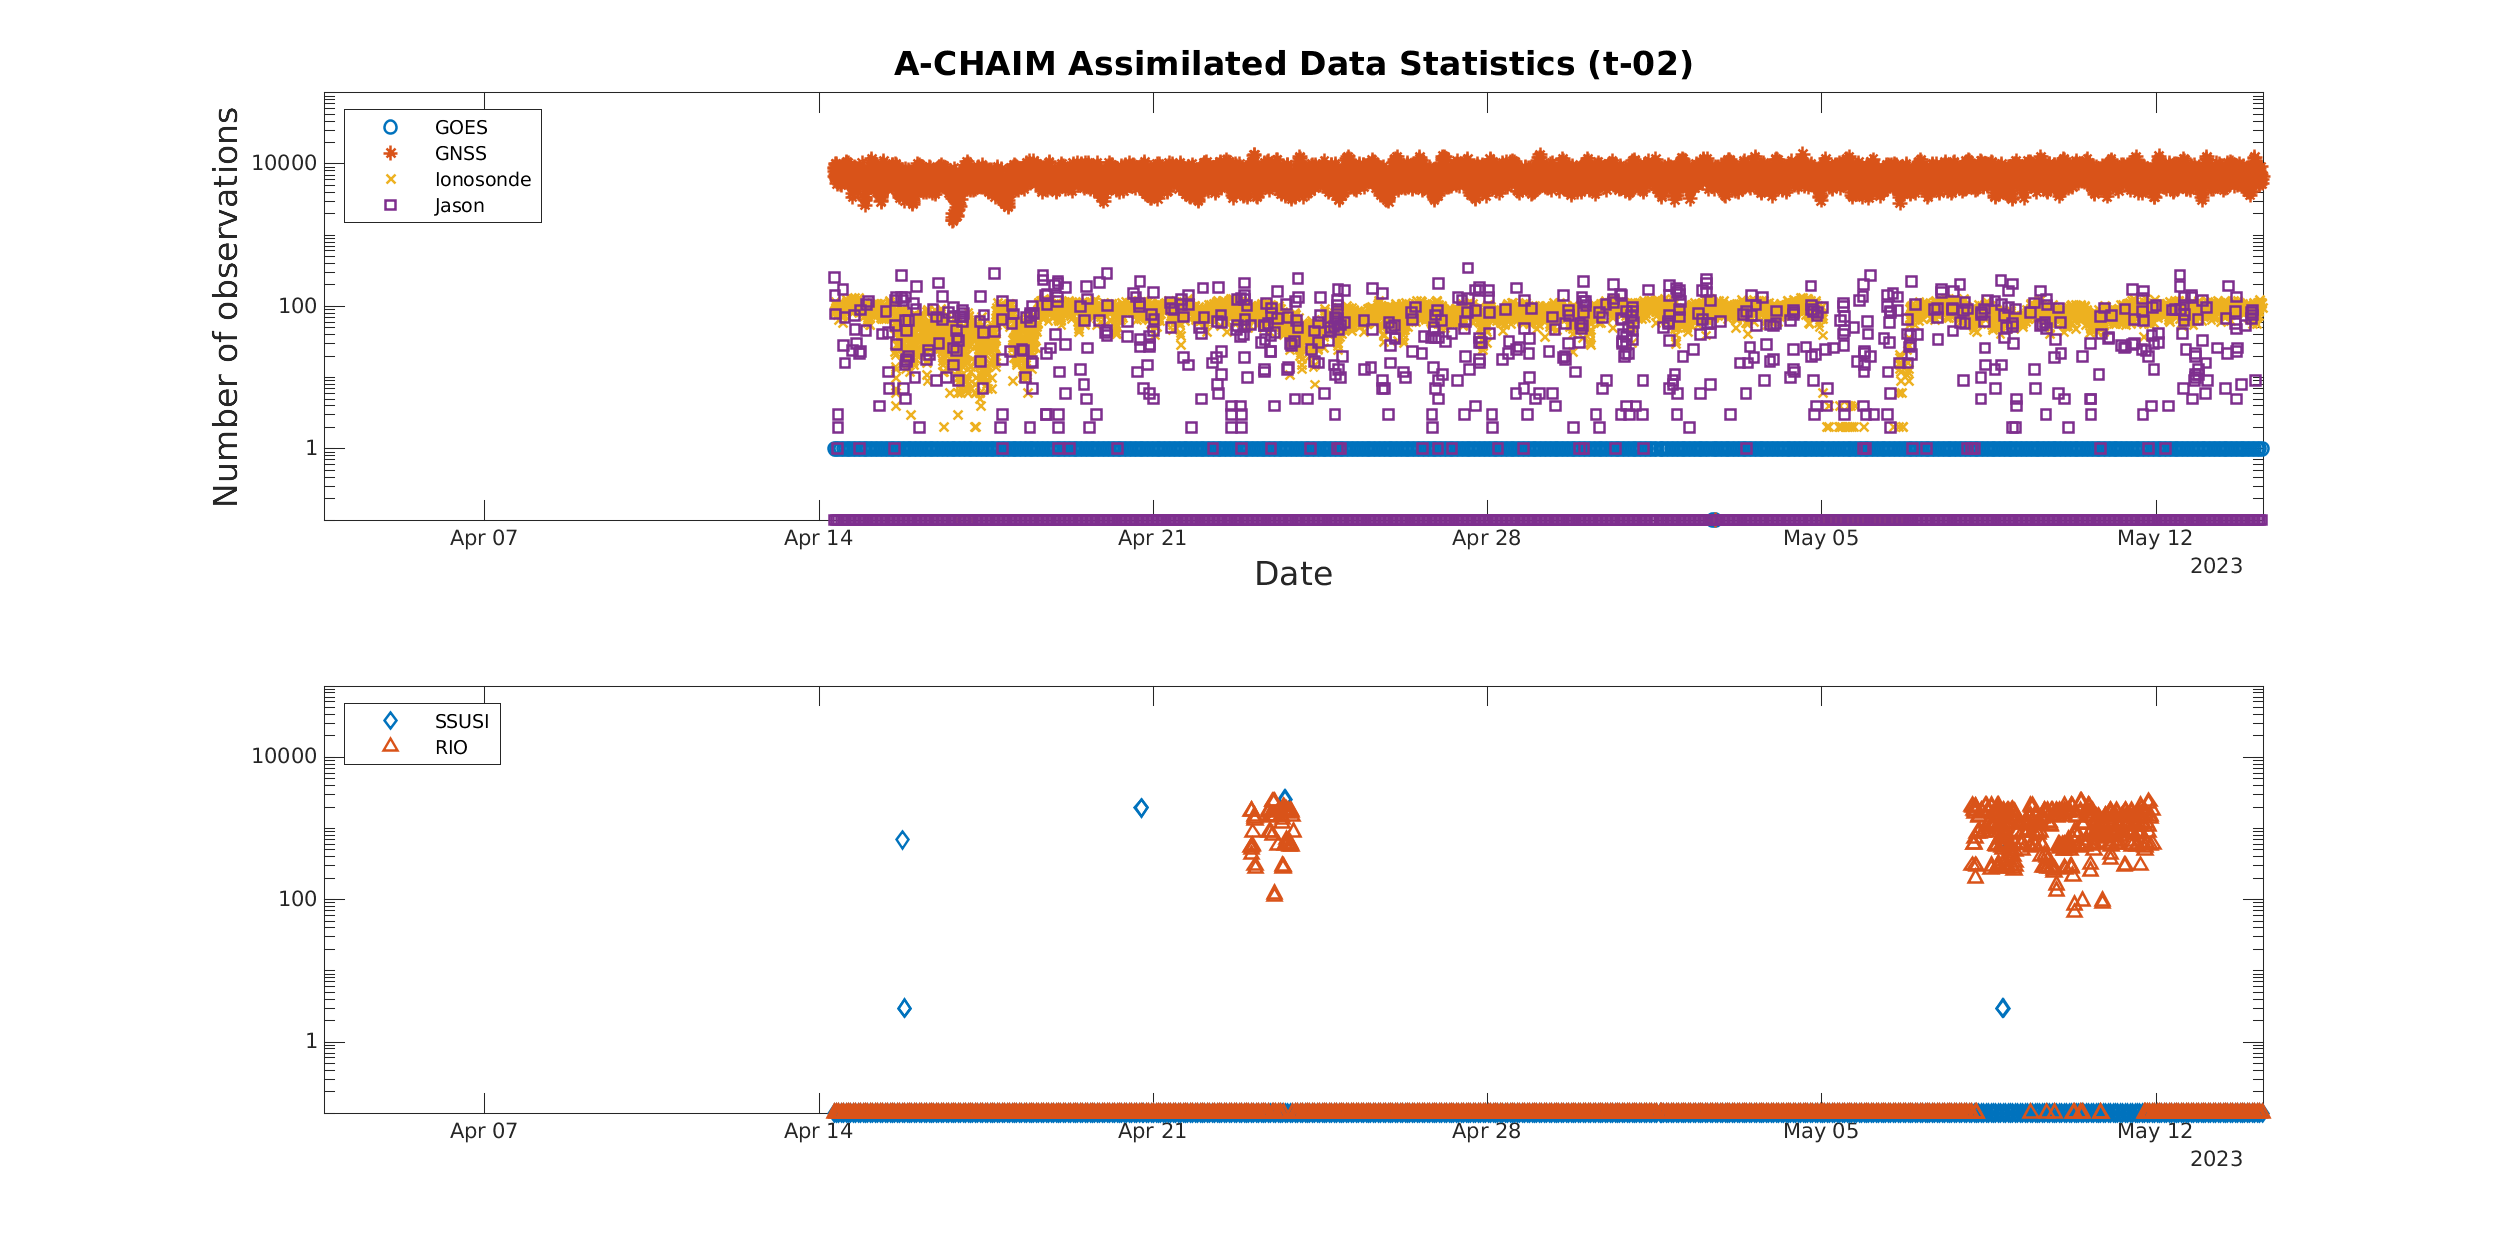 A-CHAIM Assimilated Data Statistics (t-02)
Number of observations
10000
100
1
GOES
GNSS
Ionosonde
Jason
Apr 07
Apr 14
Apr 21
Apr 28
May 05
May 12
2023
Date
10000
100
1
SSUSI
RIO
Apr 07
Apr 14
Apr 21
Apr 28
May 05
May 12
2023